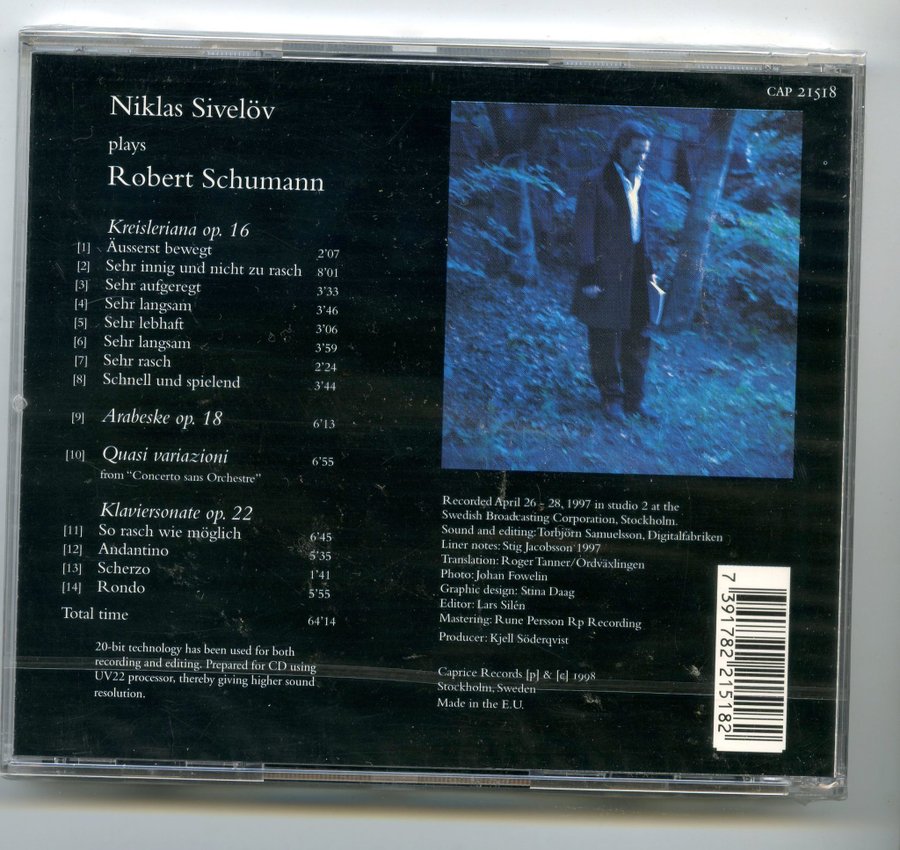 CAP 21518
Niklas Sivelöv
plays
Robert Schumann
Kreisleriana op. 16
[1] Äusserst bewegt 2'07
[2] Sehr innig und nicht zu rasch 8'01
[3] Sehr aufgeregt 3'33
[4] Sehr langsam 3'46
[5] Sehr lebhaft 3'06
[6] Sehr langsam 3'59
[7] Sehr rasch 2'24
[8] Schnell und spielend 3'44
[9] Arabeske op. 18 6'13
[10] Quasi variazioni 6'55
from "Concerto sans Orchestre"
Klaviersonate op. 22
[11] So rasch wie möglich 6'45
[12] Andantino 5'35
[13] Scherzo 1'41
[14] Rondo 5'55
Total time 64'14
20-bit technology has been used for both
recording and editing. Prepared for CD using
UV22 processor, thereby giving higher sound
resolution.
Recorded April 26 - 28, 1997 in studio 2 at the
Swedish Broadcasting Corporation, Stockholm.
Sound and editing: Torbjörn Samuelsson, Digitalfabriken
Liner notes: Stig Jacobsson 1997
Translation: Roger Tanner/Ordväxlingen
Photo: Johan Fowelin
Graphic design: Stina Daag
Editor: Lars Silén
Mastering: Rune Persson Rp Recording
Producer: Kjell Söderqvist
Caprice Records [p] & [c] 1998
Stockholm, Sweden
Made in the E.U.
7 391782 215182